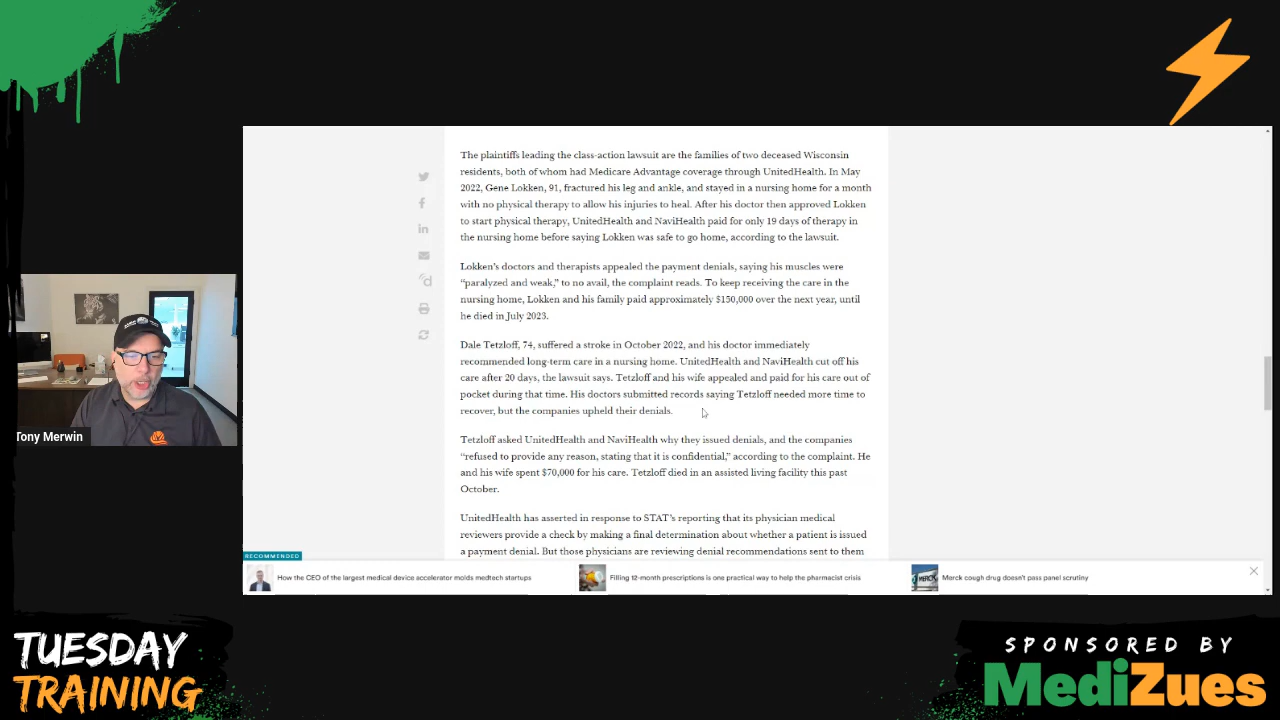 The plaintiffs leading the class-action lawsuit are the families of two deceased Wisconsin
residents, both of whom had Medicare Advantage coverage through UnitedHealth. In May
2022, Gene Lokken, 91, fractured his leg and ankle, and stayed in a nursing home for a month
with no physical therapy to allow his injuries to heal. After his doctor then approved Lokken
to start physical therapy, UnitedHealth and NaviHealth paid for only 19 days of therapy in
the nursing home before saying Lokken was safe to go home, according to the lawsuit.
Lokken's doctors and therapists appealed the payment denials, saying his muscles were
“paralyzed and weak,” to no avail, the complaint reads. To keep receiving the care in the
nursing home, Lokken and his family paid approximately $150,000 over the next year, until
he died in July 2023.
Dale Tetzloff, 74, suffered a stroke in October 2022, and his doctor immediately
recommended long-term care in a nursing home. UnitedHealth and NaviHealth cut off his
care after 20 days, the lawsuit says. Tetzloff and his wife appealed and paid for his care out of
pocket during that time. His doctors submitted records saying Tetzloff needed more time to
recover, but the companies upheld their denials.
Tetzloff asked UnitedHealth and NaviHealth why they issued denials, and the companies
“refused to provide any reason, stating that it is confidential,” according to the complaint. He
and his wife spent $70,000 for his care. Tetzloff died in an assisted living facility this past
October.
UnitedHealth has asserted in response to STAT's reporting that its physician medical
reviewers provide a check by making a final determination about whether a patient is issued
a payment denial. But those physicians are reviewing denial recommendations sent to them
RECOMMENDED
How the CEO of the largest medical device accelerator molds medtech startups
Filling 12-month prescriptions is one practical way to help the pharmacist crisis
MERCK
Merck cough drug doesn't pass panel scrutiny
Tony Merwin
TUESDAY
TRAINING
SPONSORED BY
MediZues